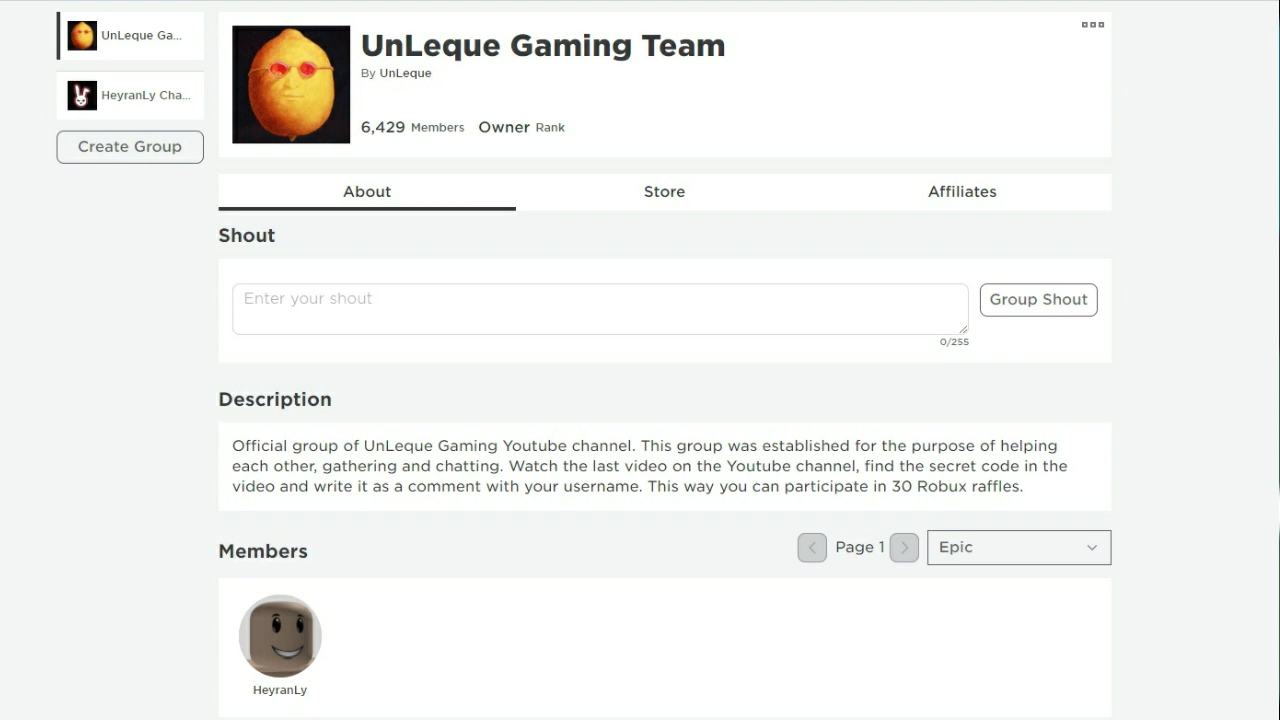 UnLeque Ga...
HeyranLy Cha...
Create Group
UnLeque Gaming Team
By UnLeque
6,429 Members Owner Rank
About Store Affiliates
Shout
Enter your shout
Group Shout
0/255
Description
Official group of UnLeque Gaming Youtube channel. This group was established for the purpose of helping
each other, gathering and chatting. Watch the last video on the Youtube channel, find the secret code in the
video and write it as a comment with your username. This way you can participate in 30 Robux raffles.
Members
Page 1
Epic
HeyranLy